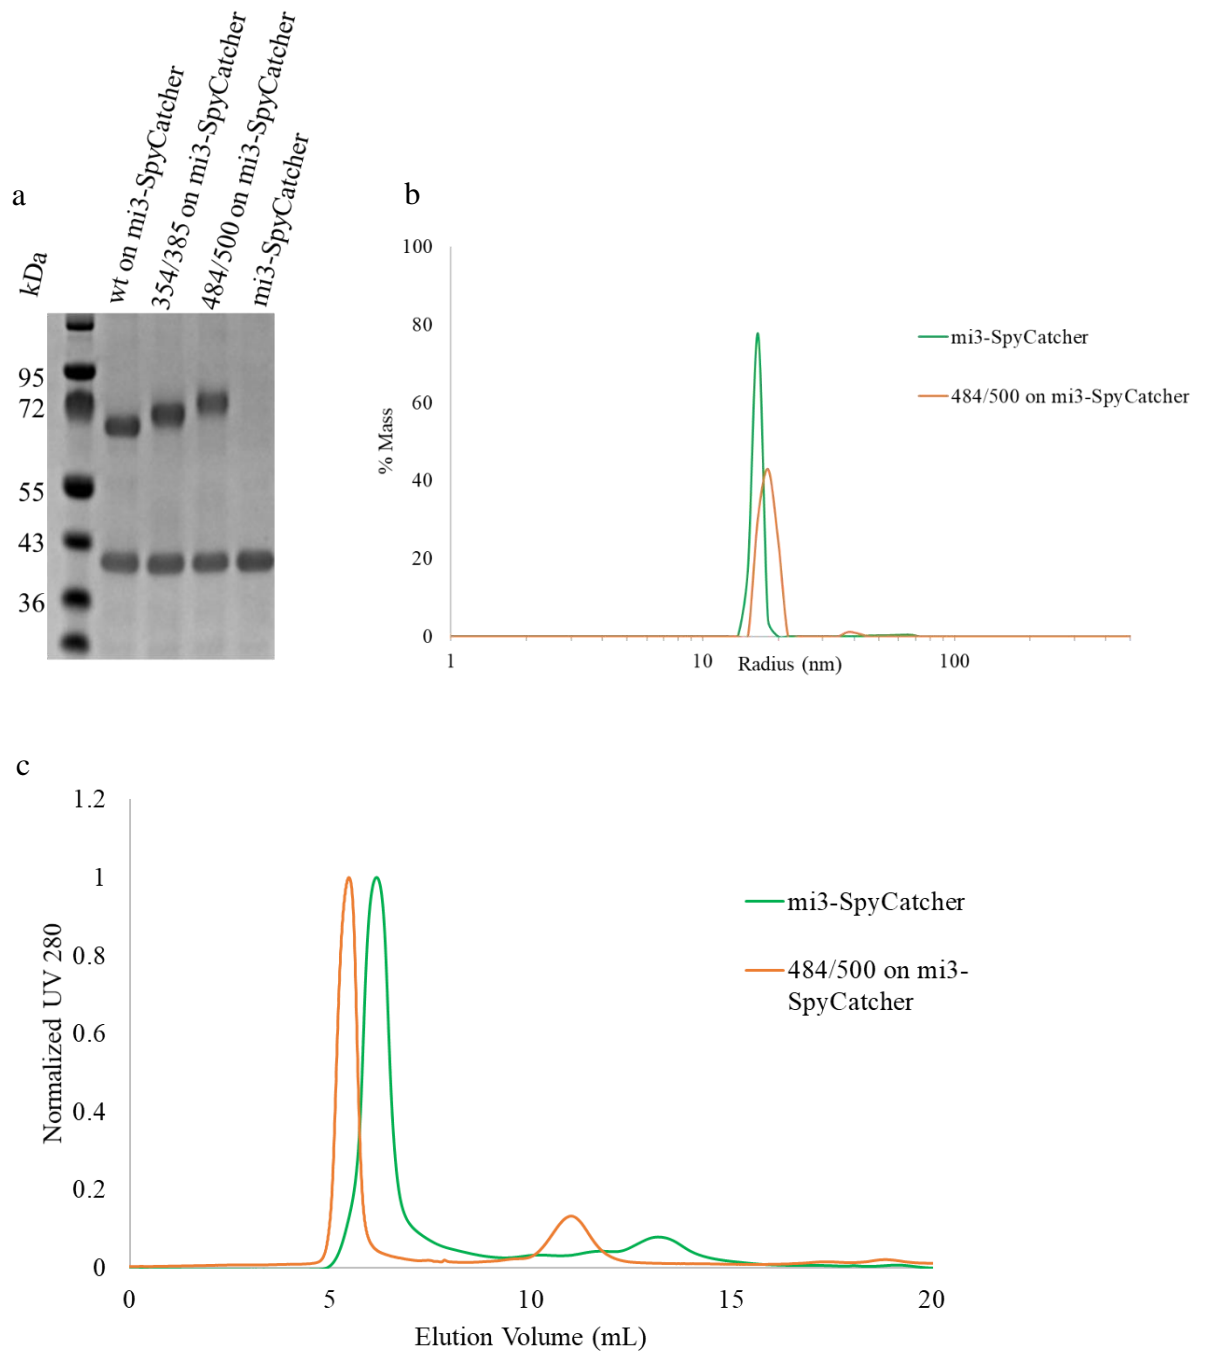 a
kDa
wt on mi3-SpyCatcher
354/385 on mi3-SpyCatcher
484/500 on mi3-SpyCatcher
mi3-SpyCatcher
95
72
55
43
36
b
100
80
60
40
20
0
% Mass
1
10
100
Radius (nm)
mi3-SpyCatcher
484/500 on mi3-SpyCatcher
c
1.2
1
0.8
0.6
0.4
0.2
0
Normalized UV 280
0
5
10
15
20
Elution Volume (mL)
mi3-SpyCatcher
484/500 on mi3-
SpyCatcher